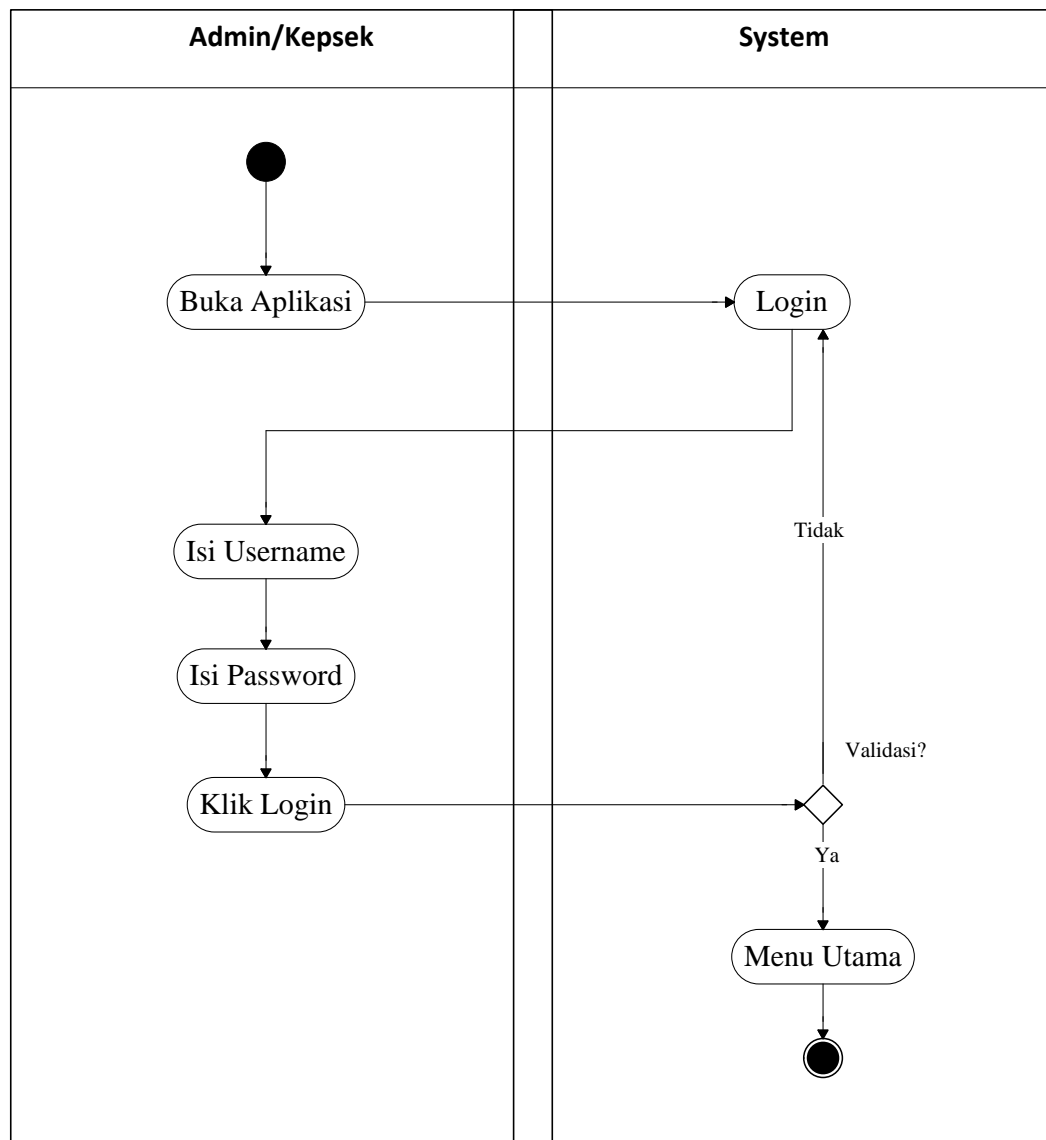 Admin/Kepsek
System
Buka Aplikasi
Login
Isi Username
Tidak
Isi Password
Validasi?
Klik Login
Ya
Menu Utama